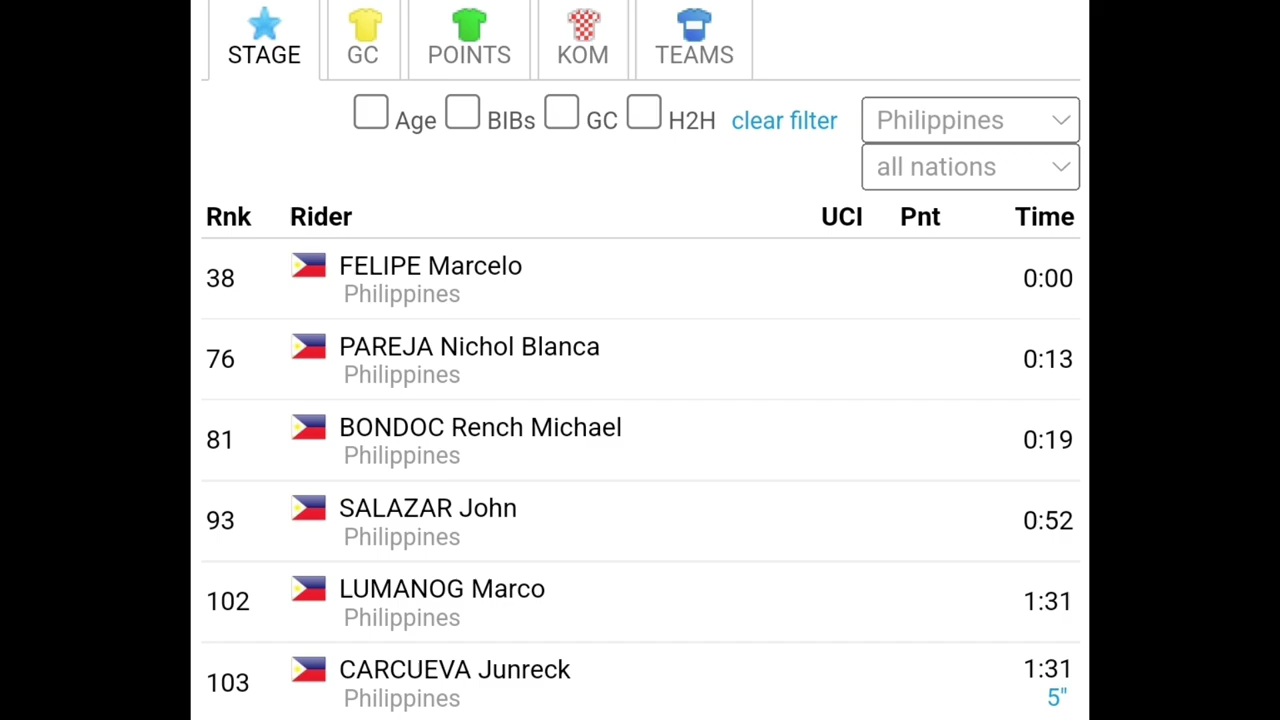 STAGE GC POINTS KOM TEAMS
Age BIBs GC H2H clear filter Philippines
all nations
Rnk Rider UCI Pnt Time
38 FELIPE Marcelo 0:00
Philippines
76 PAREJA Nichol Blanca 0:13
Philippines
81 BONDOC Rench Michael 0:19
Philippines
93 SALAZAR John 0:52
Philippines
102 LUMANOG Marco 1:31
Philippines
103 CARCUEVA Junreck 1:31
Philippines 5"